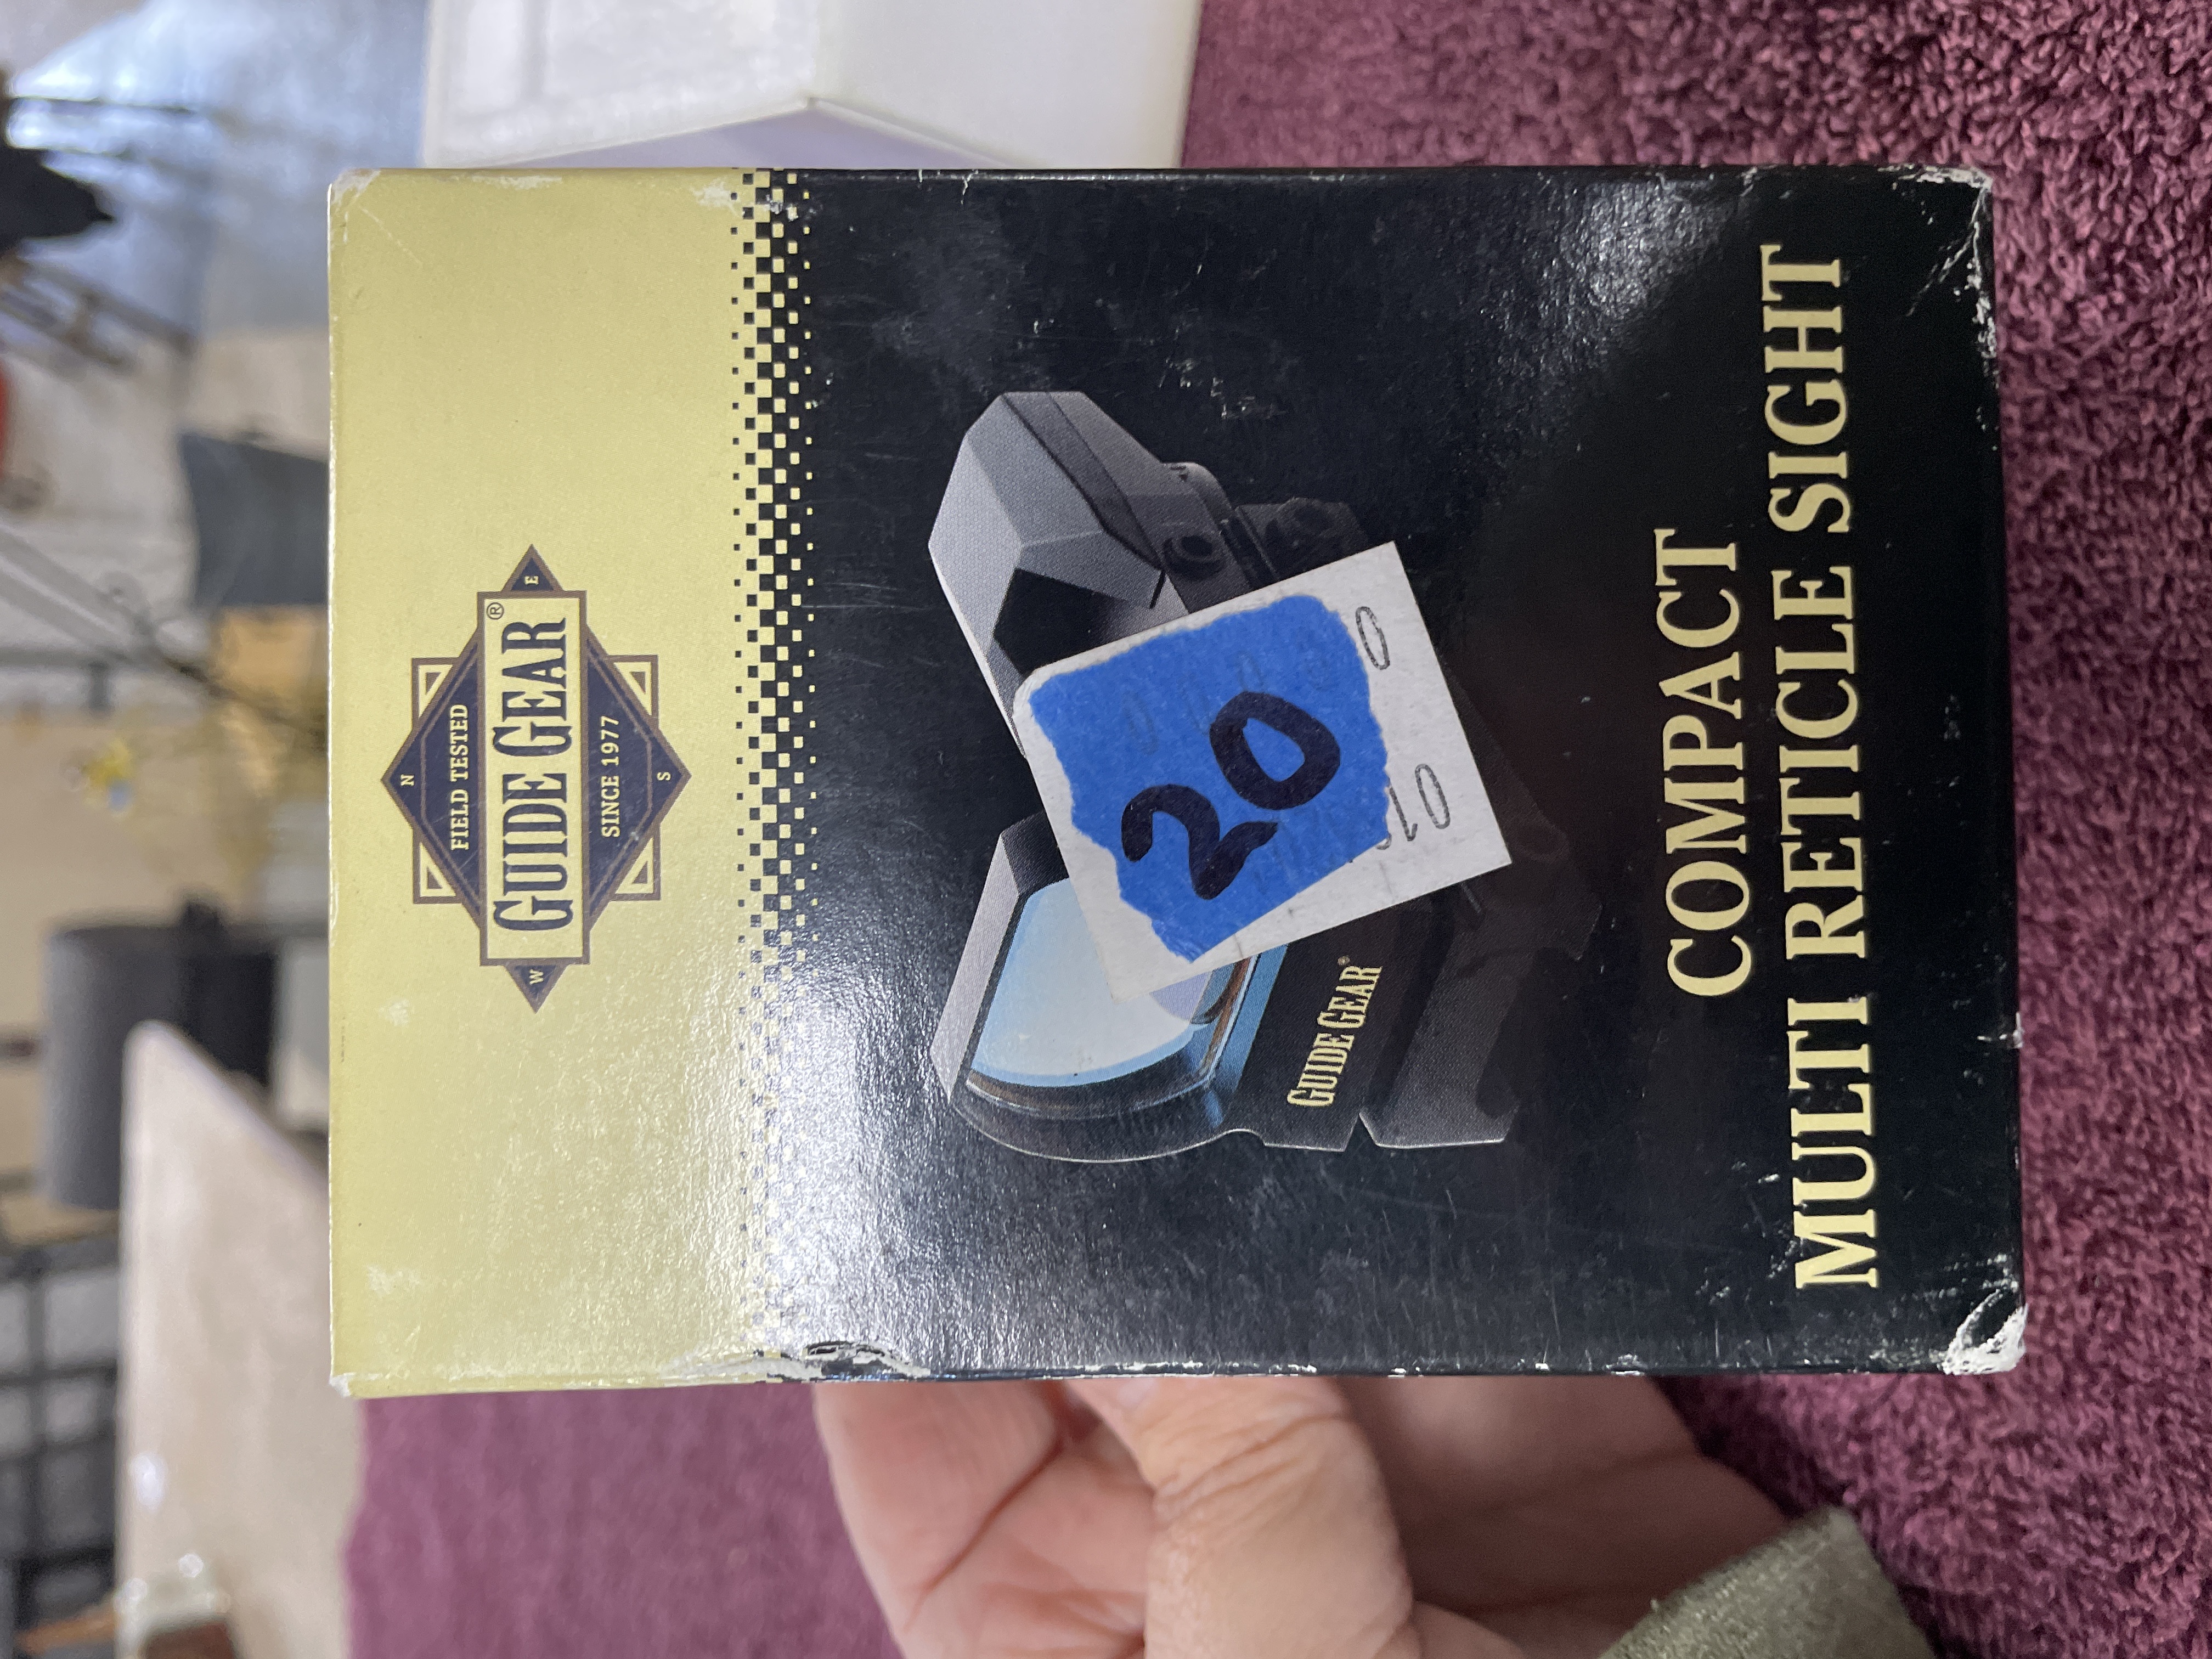 N
FIELD TESTED
W GUIDE GEAR® E
SINCE 1977
S
20
GUIDE GEAR®
COMPACT
MULTI RETICLE SIGHT